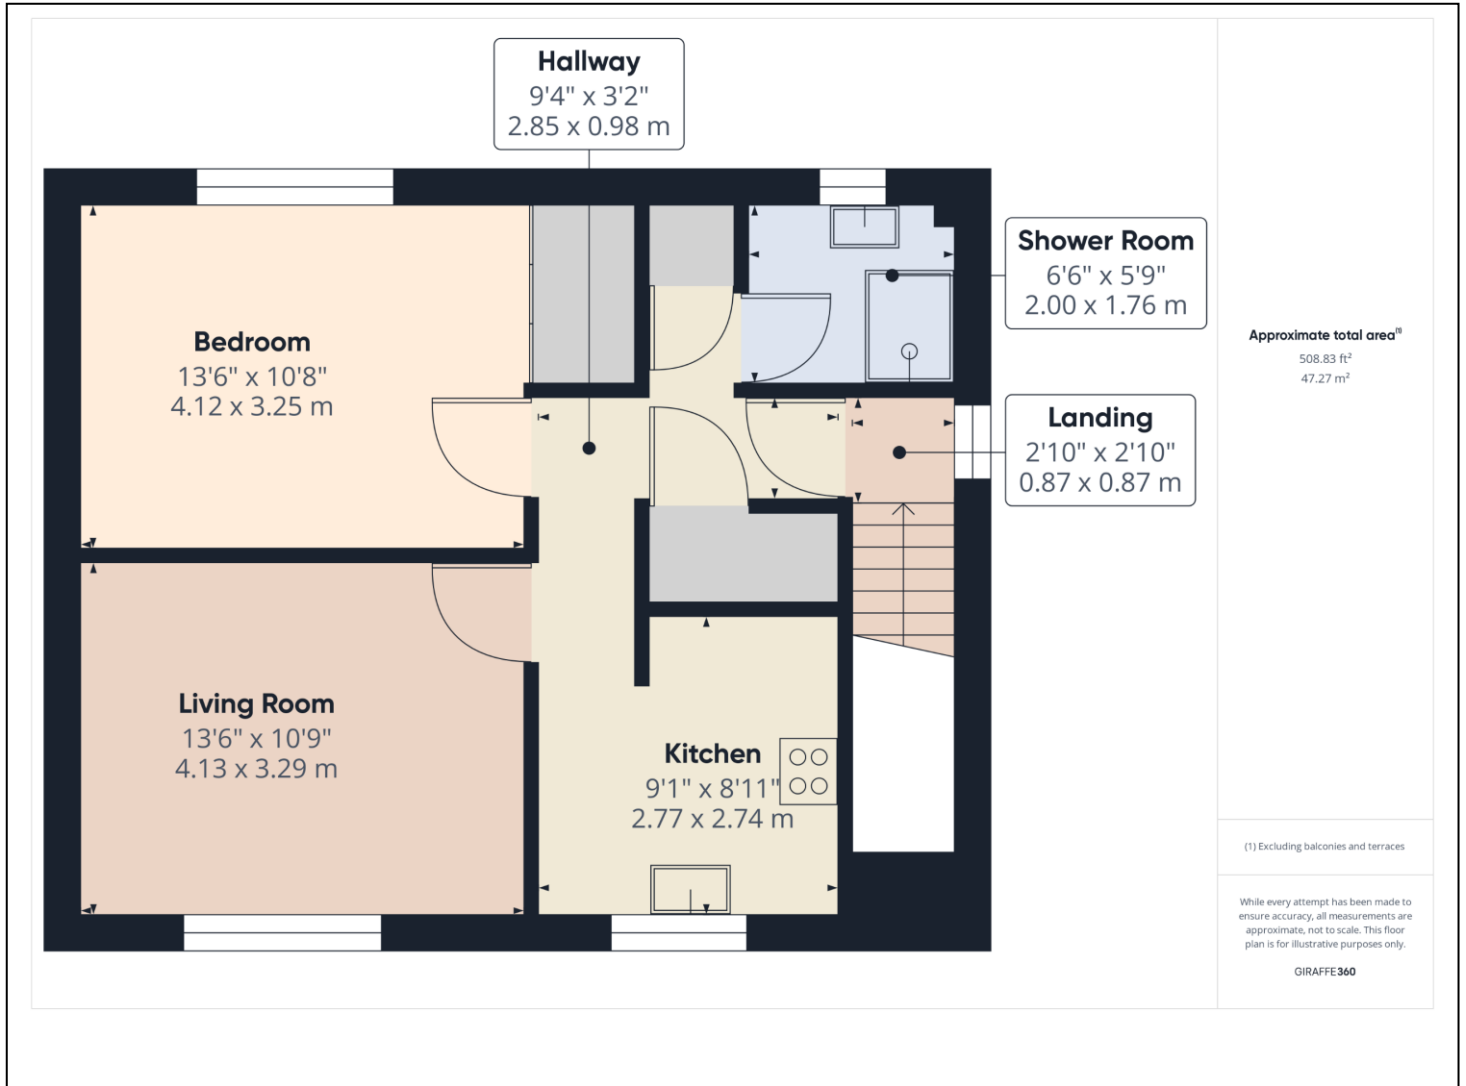 Hallway
9'4" x 3'2"
2.85 x 0.98 m
Shower Room
6'6" x 5'9"
2.00 x 1.76 m
Bedroom
13'6" x 10'8"
4.12 x 3.25 m
Landing
2'10" x 2'10"
0.87 x 0.87 m
Living Room
13'6" x 10'9"
4.13 x 3.29 m
Kitchen
9'1" x 8'11"
2.77 x 2.74 m
Approximate total area(1)
508.83 ft²
47.27 m²
(1) Excluding balconies and terraces
While every attempt has been made to
ensure accuracy, all measurements are
approximate, not to scale. This floor
plan is for illustrative purposes only.
GIRAFFE360